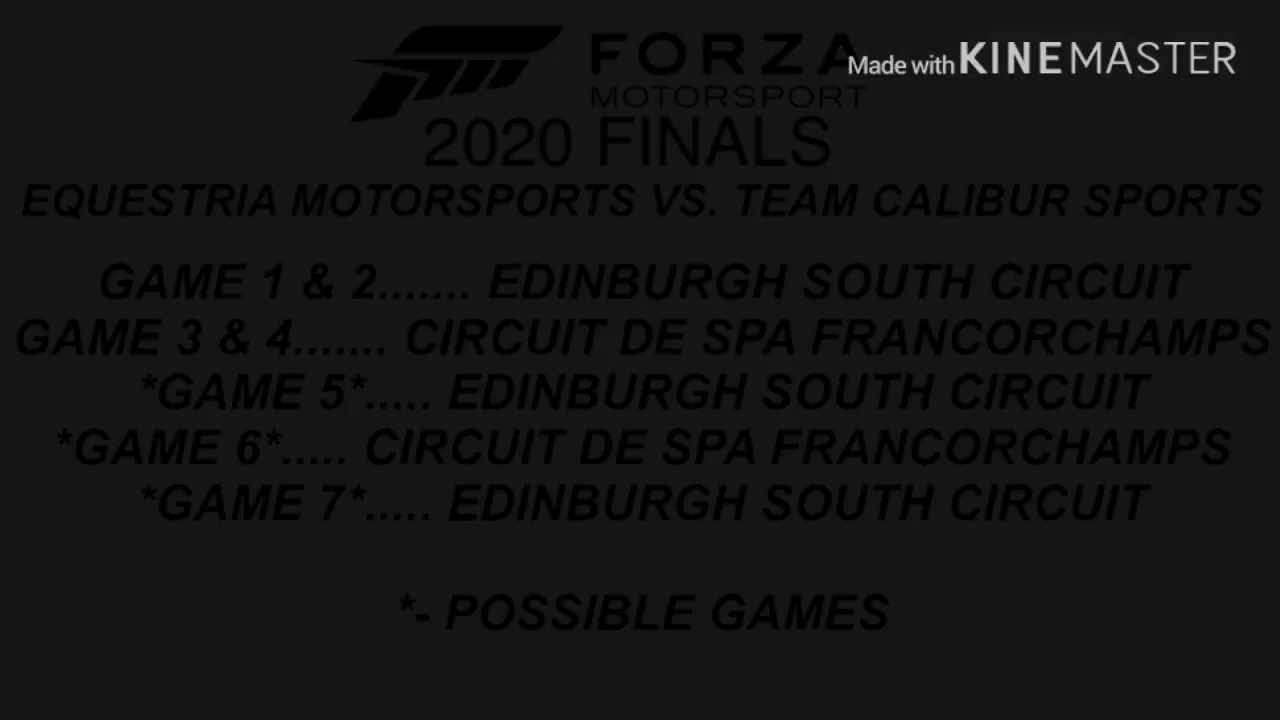 FORZA
MOTORSPORT
Made with KINEMASTER
2020 FINALS
EQUESTRIA MOTORSPORTS VS. TEAM CALIBUR SPORTS
GAME 1 & 2....... EDINBURGH SOUTH CIRCUIT
GAME 3 & 4....... CIRCUIT DE SPA FRANCORCHAMPS
*GAME 5*..... EDINBURGH SOUTH CIRCUIT
*GAME 6*..... CIRCUIT DE SPA FRANCORCHAMPS
*GAME 7*..... EDINBURGH SOUTH CIRCUIT
*- POSSIBLE GAMES